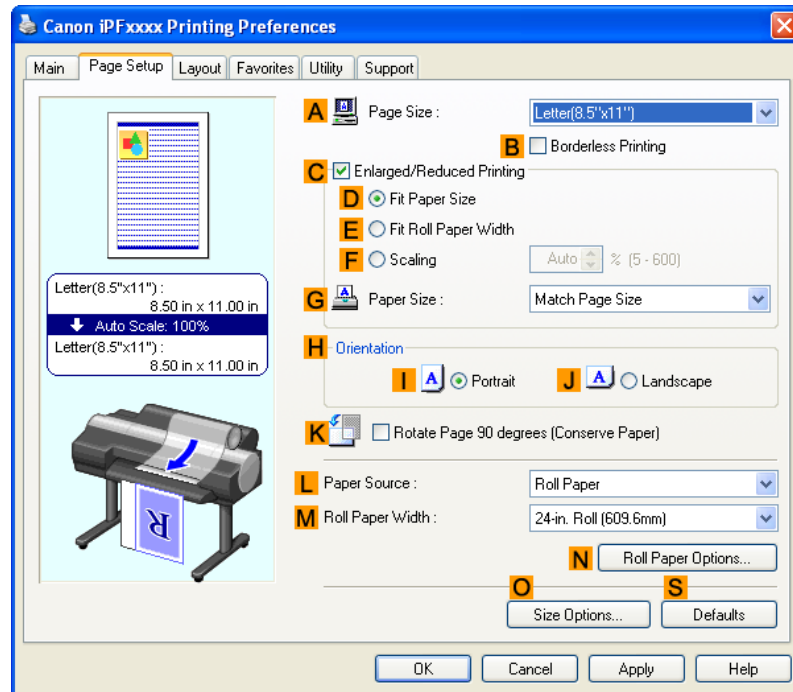 Canon iPFxxxx Printing Preferences
Main Page Setup Layout Favorites Utility Support
A Page Size : Letter(8.5"x11")
B Borderless Printing
C Enlarged/Reduced Printing
D Fit Paper Size
E Fit Roll Paper Width
F Scaling Auto % (5 - 600)
G Paper Size : Match Page Size
Letter(8.5"x11") :
8.50 in x 11.00 in
Auto Scale: 100%
Letter(8.5"x11") :
8.50 in x 11.00 in
H Orientation
I A Portrait J A Landscape
K Rotate Page 90 degrees (Conserve Paper)
L Paper Source : Roll Paper
M Roll Paper Width : 24-in. Roll (609.6mm)
N Roll Paper Options...
O S
Size Options... Defaults
R
OK Cancel Apply Help